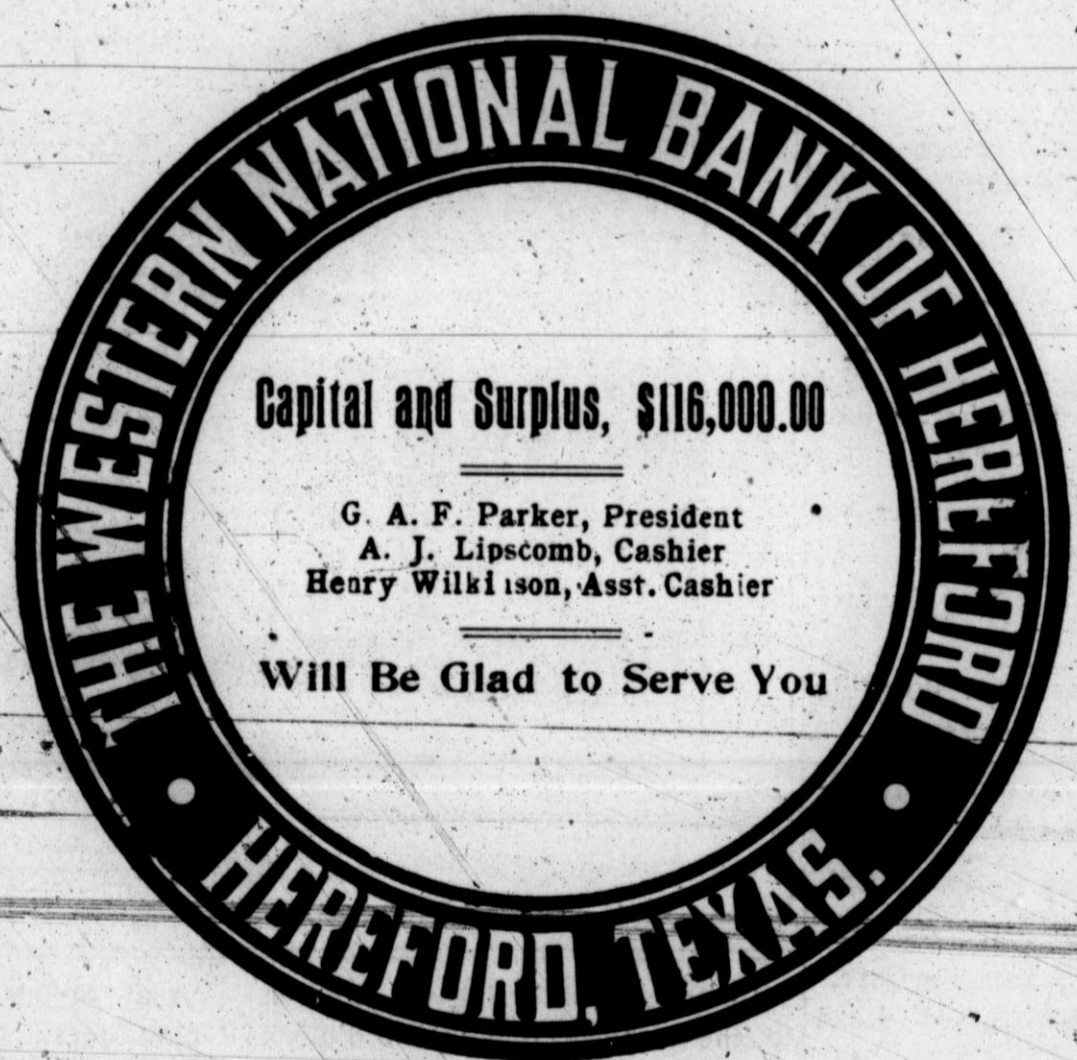 THE WESTERN NATIONAL BANK OF HEREFORD
Capital and Surplus, $116,000.00
G. A. F. Parker, President
A. J. Lipscomb, Cashier
Henry Wilkinson, Asst. Cashier
Will Be Glad to Serve You
HEREFORD, TEXAS.